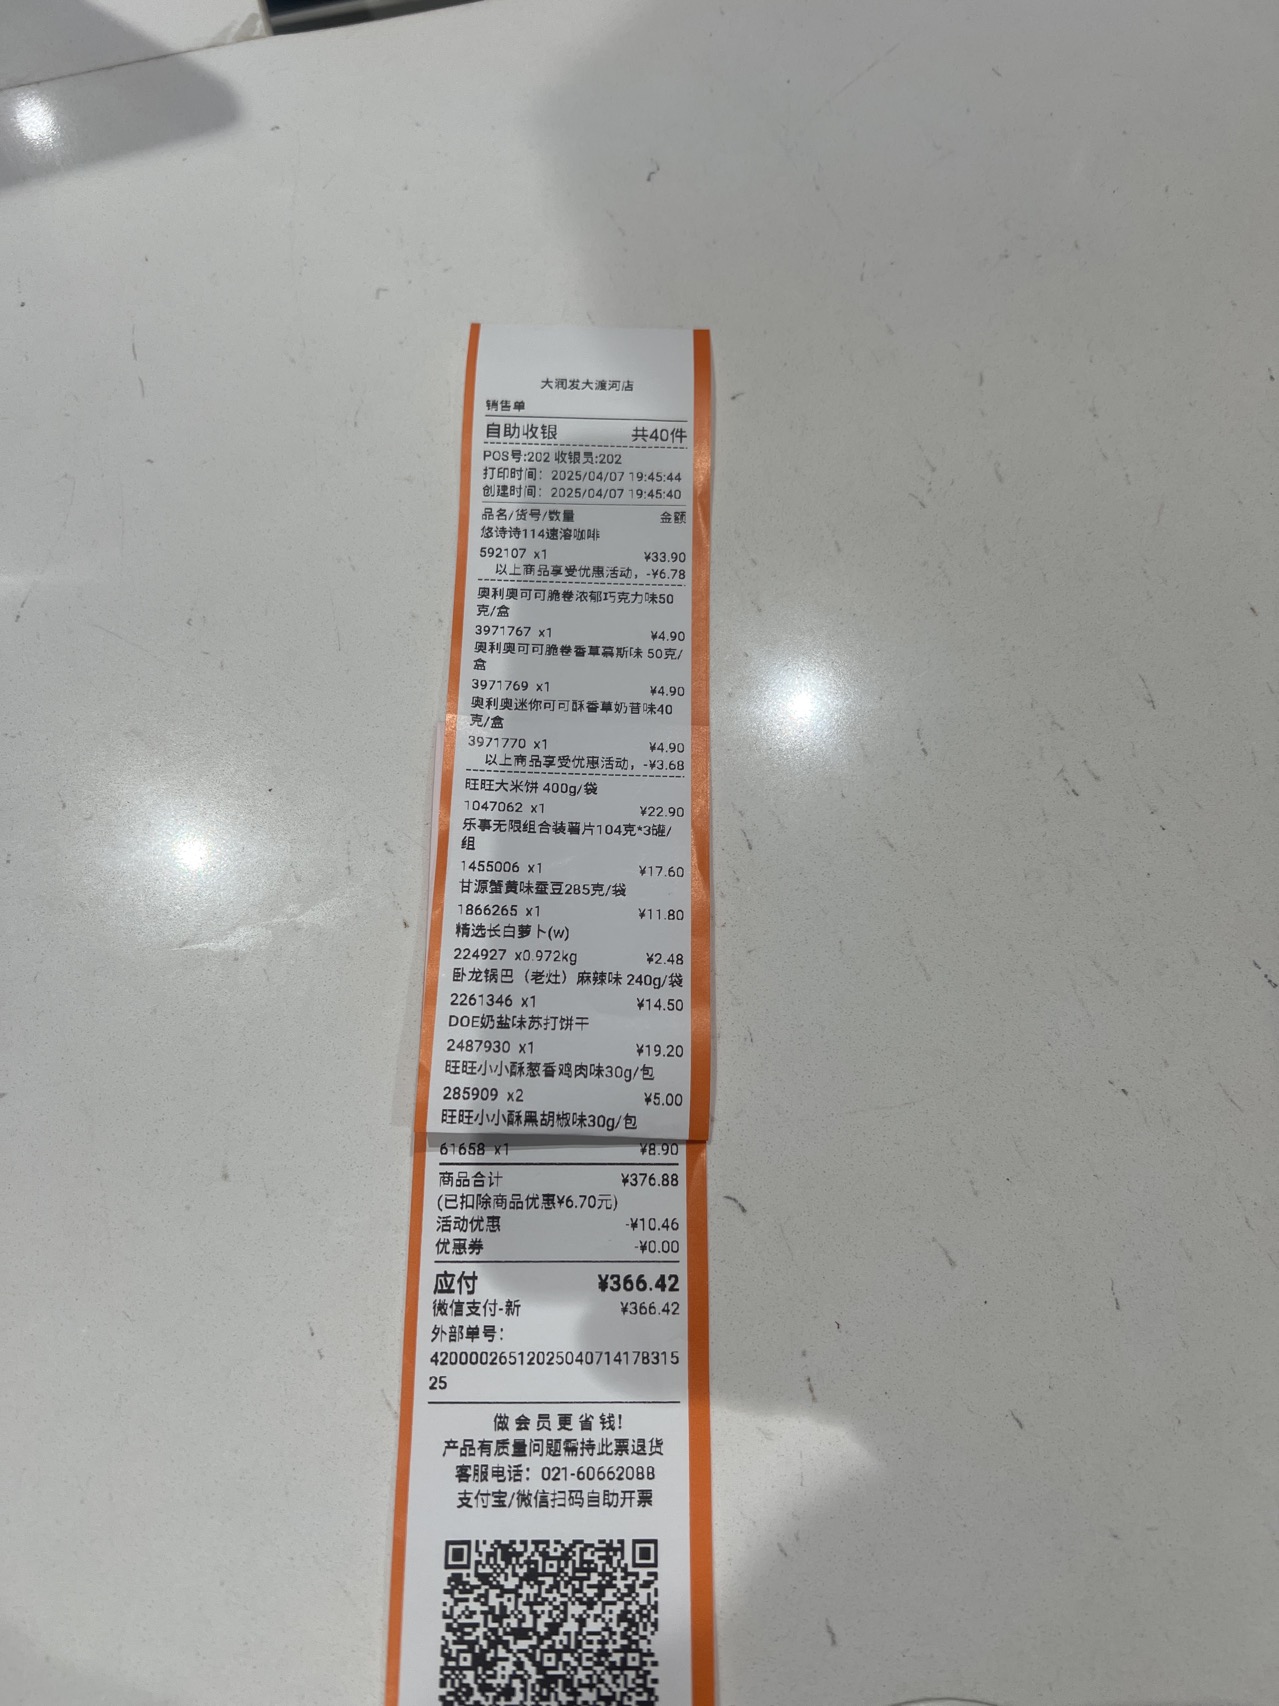 大润发大渡河店
销售单
自助收银 共40件
POS号:202 收银员:202
打印时间: 2025/04/07 19:45:44
创建时间: 2025/04/07 19:45:40
品名/货号/数量 金额
悠诗诗114速溶咖啡
592107 x1 ¥33.90
以上商品享受优惠活动, -¥6.78
奥利奥可可脆卷浓郁巧克力味50
克/盒
3971767 x1 ¥4.90
奥利奥可可脆卷香草慕斯味 50克/
盒
3971769 x1 ¥4.90
奥利奥迷你可可酥香草奶昔味40
克/盒
3971770 x1 ¥4.90
以上商品享受优惠活动, -¥3.68
旺旺大米饼 400g/袋
1047062 x1 ¥22.90
乐事无限组合装薯片104克*3罐/
组
1455006 x1 ¥17.60
甘源蟹黄味蚕豆285克/袋
1866265 x1 ¥11.80
精选长白萝卜(w)
224927 x0.972kg ¥2.48
卧龙锅巴（老灶）麻辣味 240g/袋
2261346 x1 ¥14.50
DOE奶盐味苏打饼干
2487930 x1 ¥19.20
旺旺小小酥葱香鸡肉味30g/包
285909 x2 ¥5.00
旺旺小小酥黑胡椒味30g/包
61658 x1 ¥8.90
商品合计 ¥376.88
(已扣除商品优惠¥6.70元)
活动优惠 -¥10.46
优惠券 -¥0.00
应付 ¥366.42
微信支付-新 ¥366.42
外部单号:
42000026512025040714178315
25
做会员更省钱!
产品有质量问题需持此票退货
客服电话: 021-60662088
支付宝/微信扫码自助开票